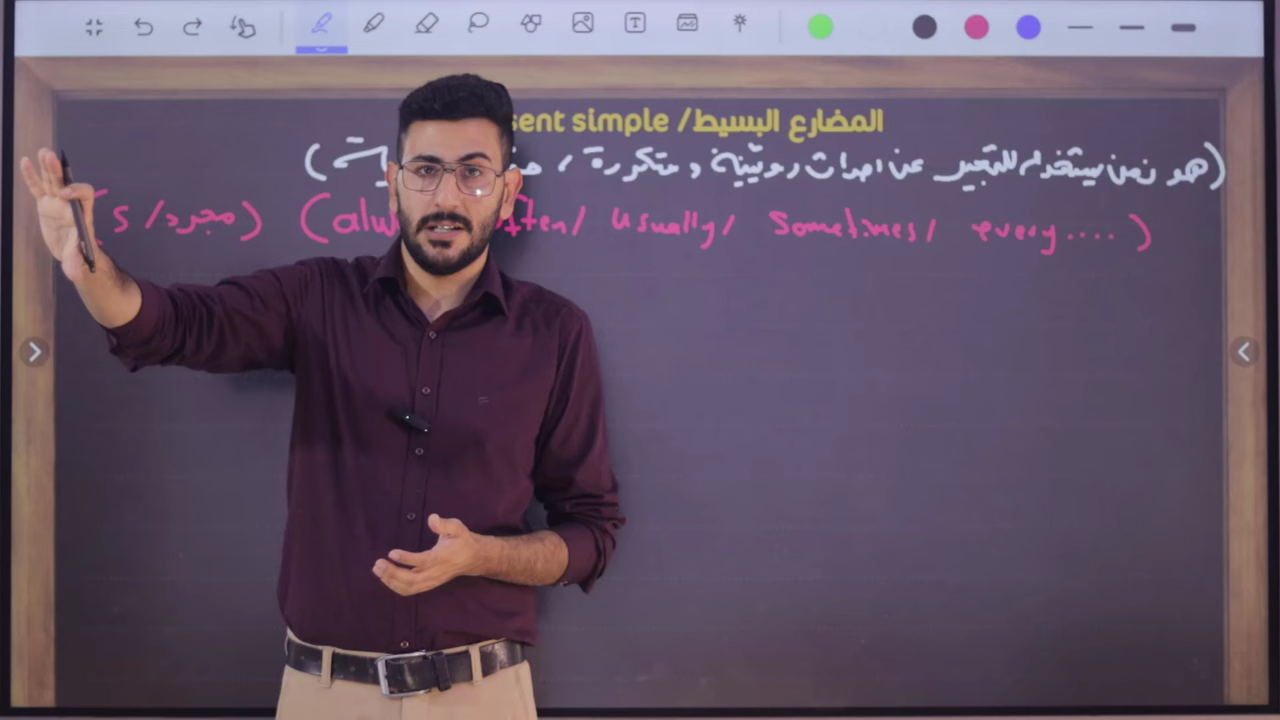 sent simple /المضارع البسيط
(هو زمن يستخدم للتعبير عن احداث روتينية و متكررة ،
(s /مجرد) (alw ften/ usually/ sometimes/ every.... )